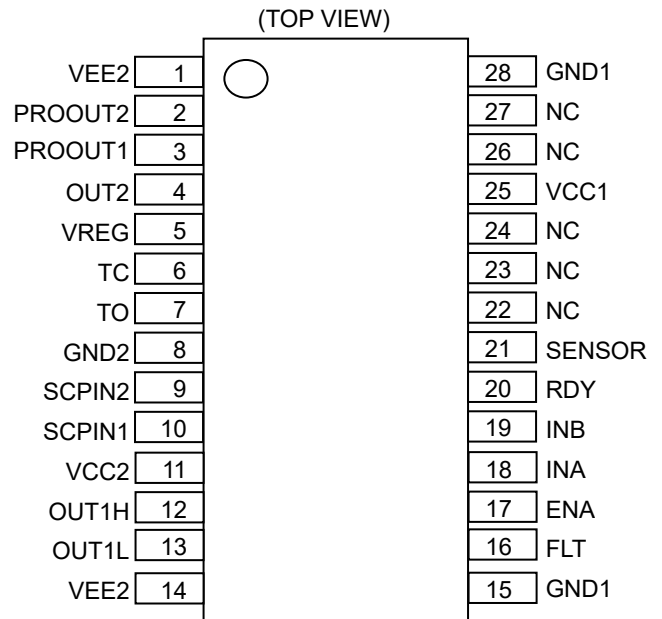 (TOP VIEW)
VEE2 1 28 GND1
PROOUT2 2 27 NC
PROOUT1 3 26 NC
OUT2 4 25 VCC1
VREG 5 24 NC
TC 6 23 NC
TO 7 22 NC
GND2 8 21 SENSOR
SCPIN2 9 20 RDY
SCPIN1 10 19 INB
VCC2 11 18 INA
OUT1H 12 17 ENA
OUT1L 13 16 FLT
VEE2 14 15 GND1